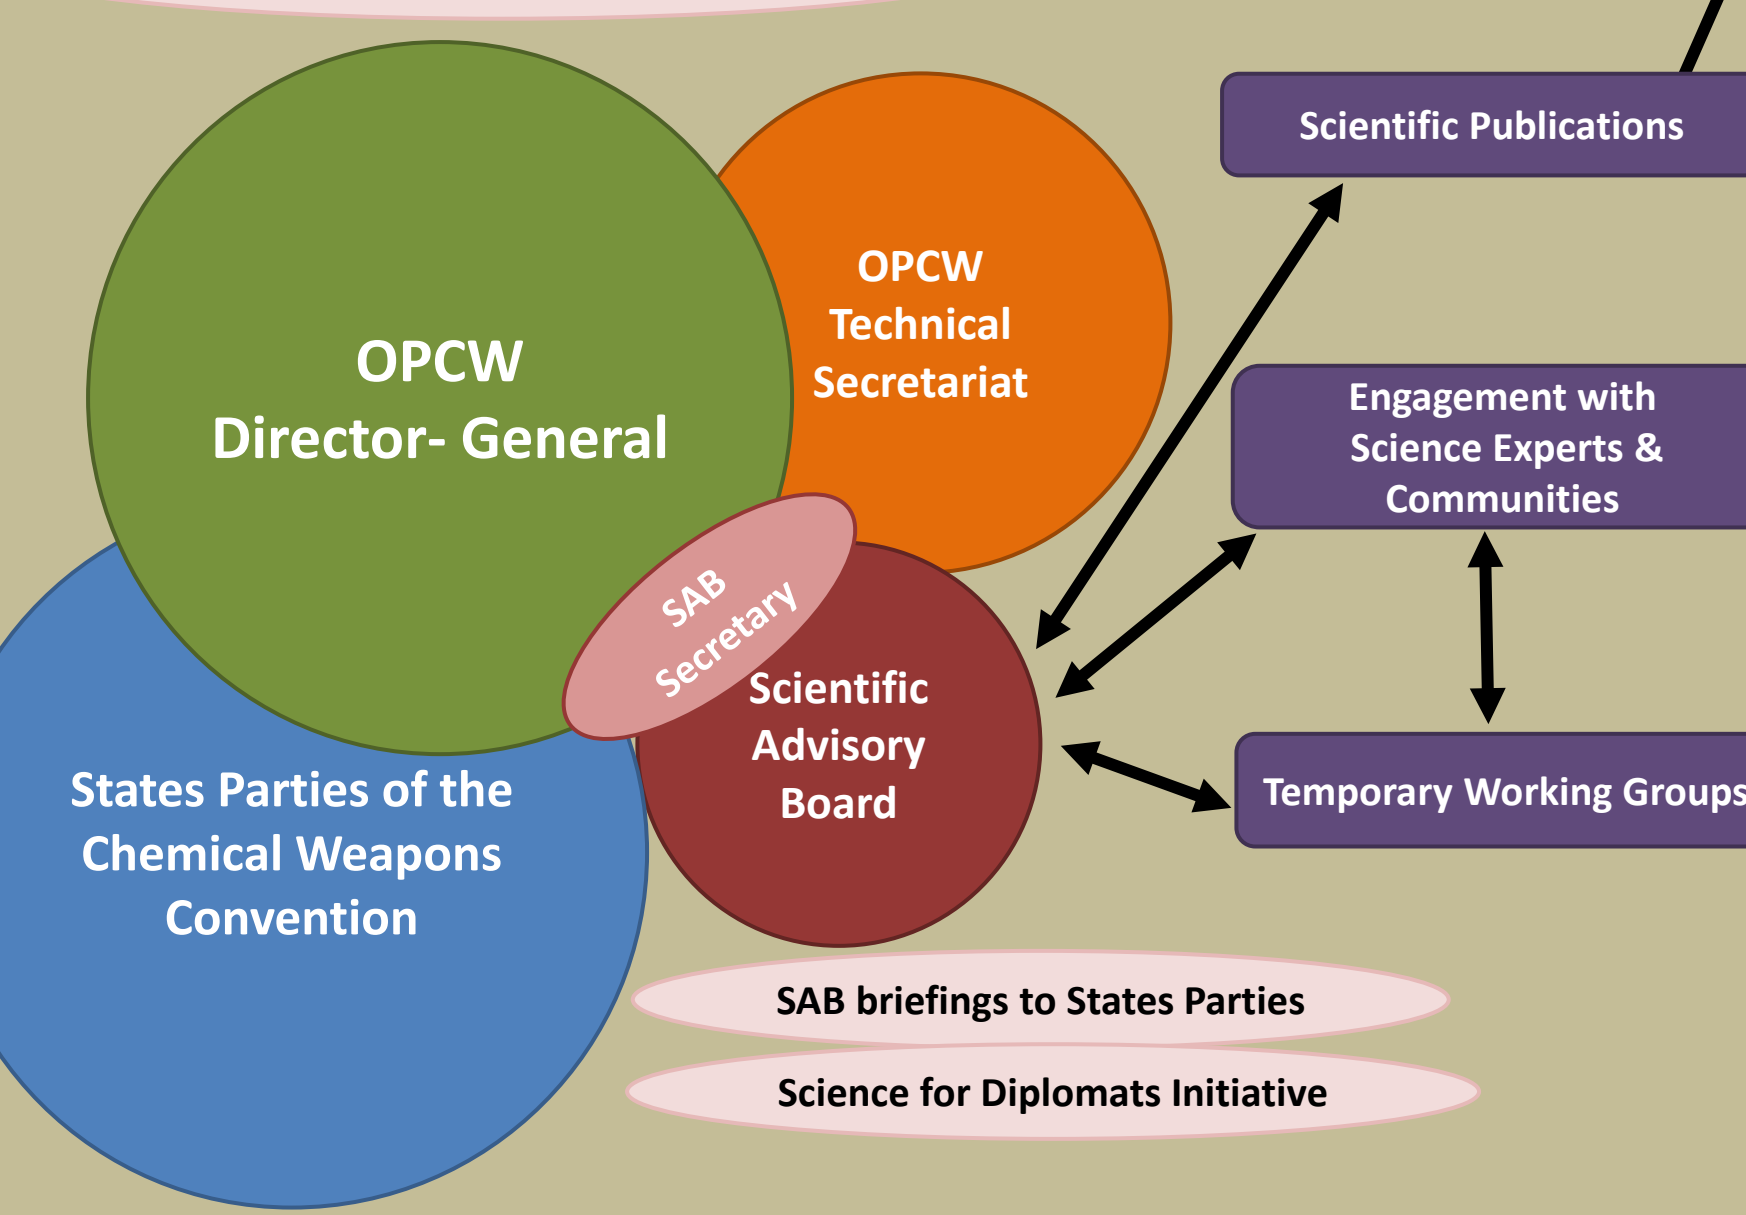 OPCW
Director- General
OPCW
Technical
Secretariat
SAB
Secretary
States Parties of the
Chemical Weapons
Convention
Scientific
Advisory
Board
Scientific Publications
Engagement with
Science Experts &
Communities
Temporary Working Groups
SAB briefings to States Parties
Science for Diplomats Initiative